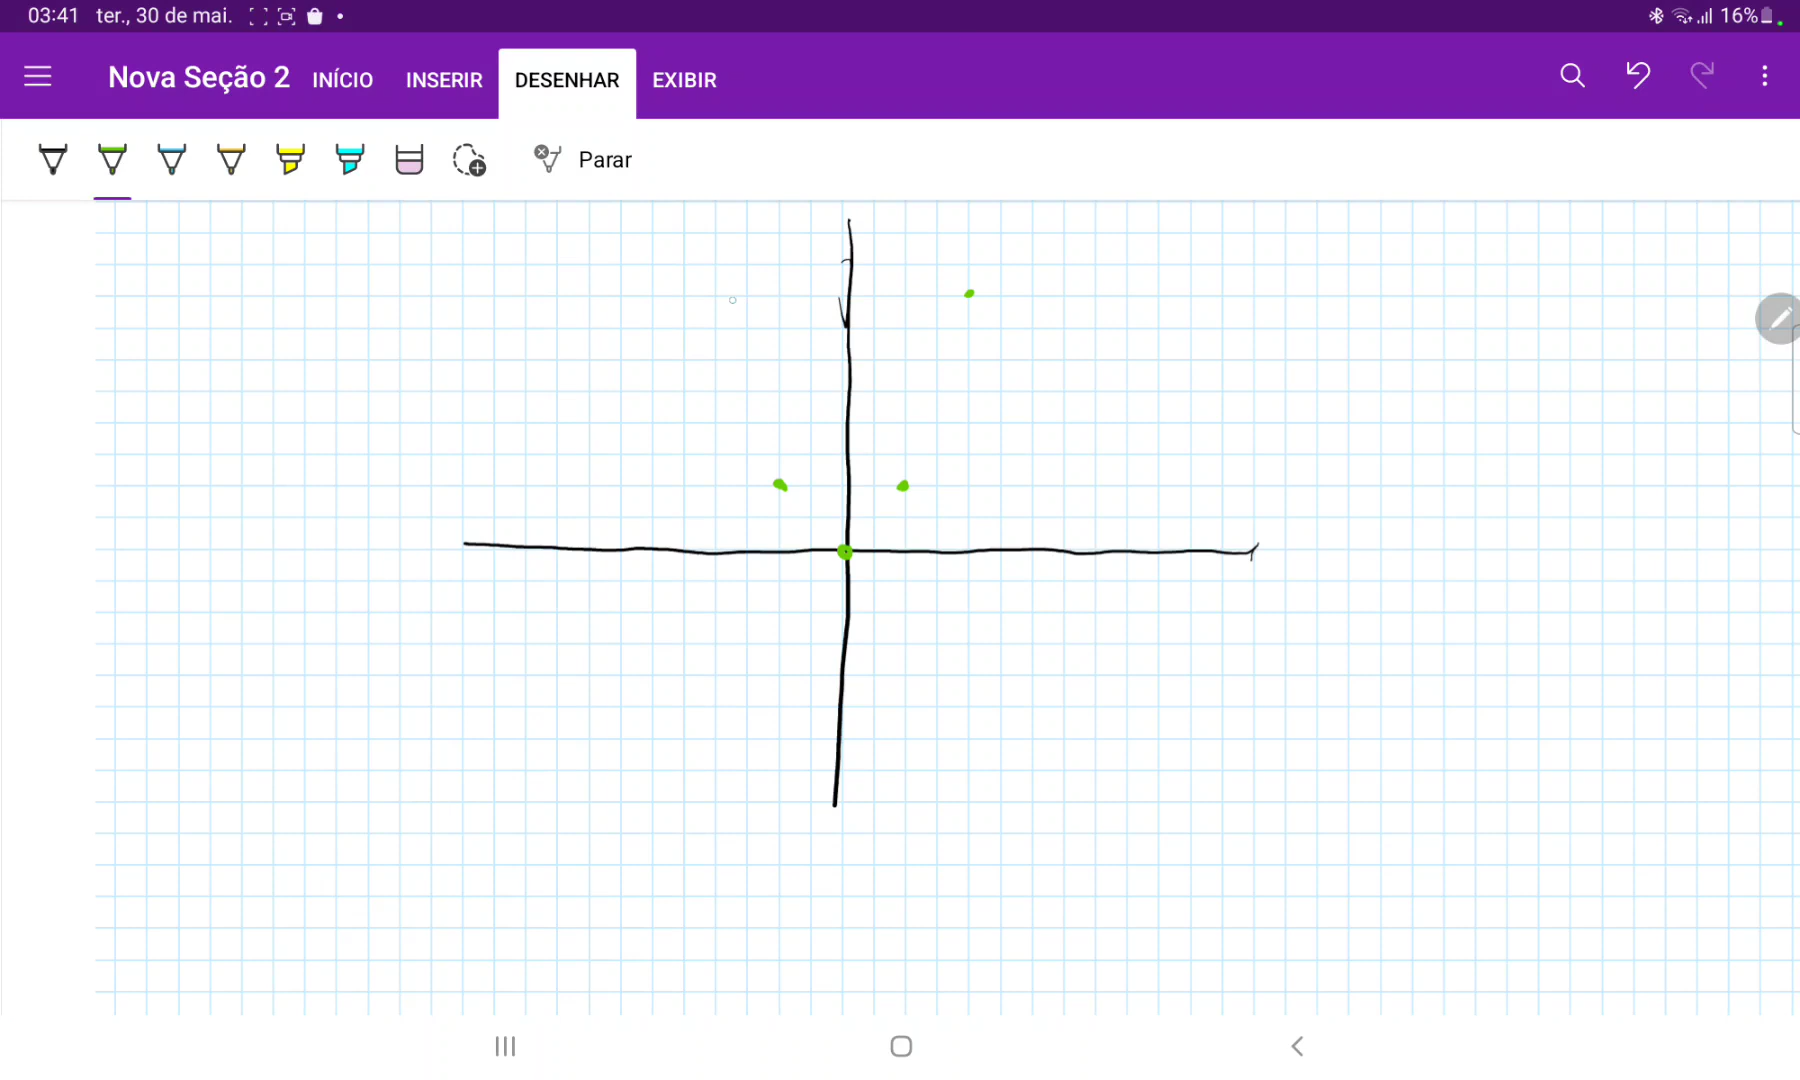 03:41 ter., 30 de mai. 16%
Nova Seção 2 INÍCIO INSERIR DESENHAR EXIBIR
Parar